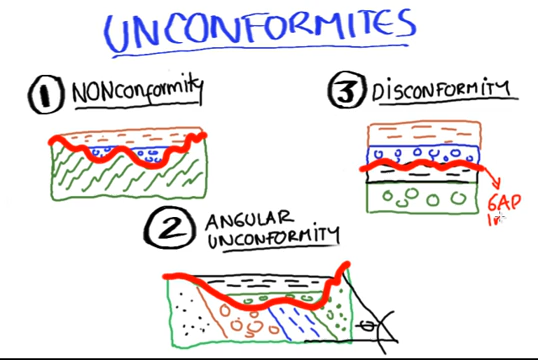 UNCONFORMITES
1 NONconformity
3 DISCONFORMITY
GAP
2 ANGULAR
UNCONFORMITY